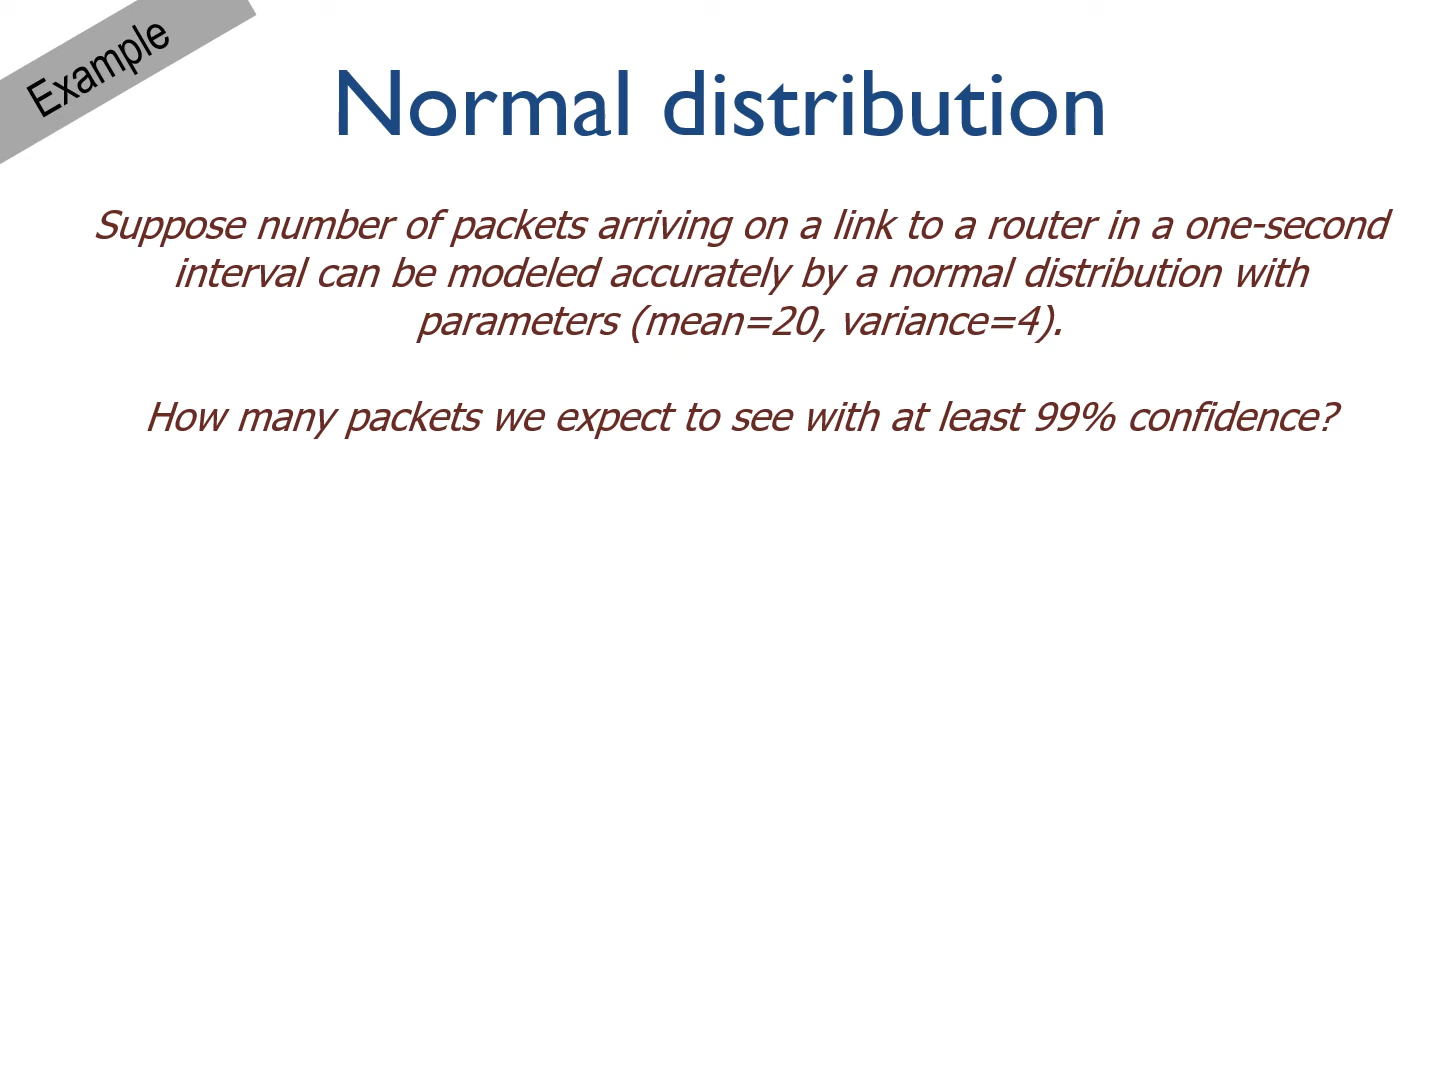 Example
Normal distribution
Suppose number of packets arriving on a link to a router in a one-second
interval can be modeled accurately by a normal distribution with
parameters (mean=20, variance=4).
How many packets we expect to see with at least 99% confidence?